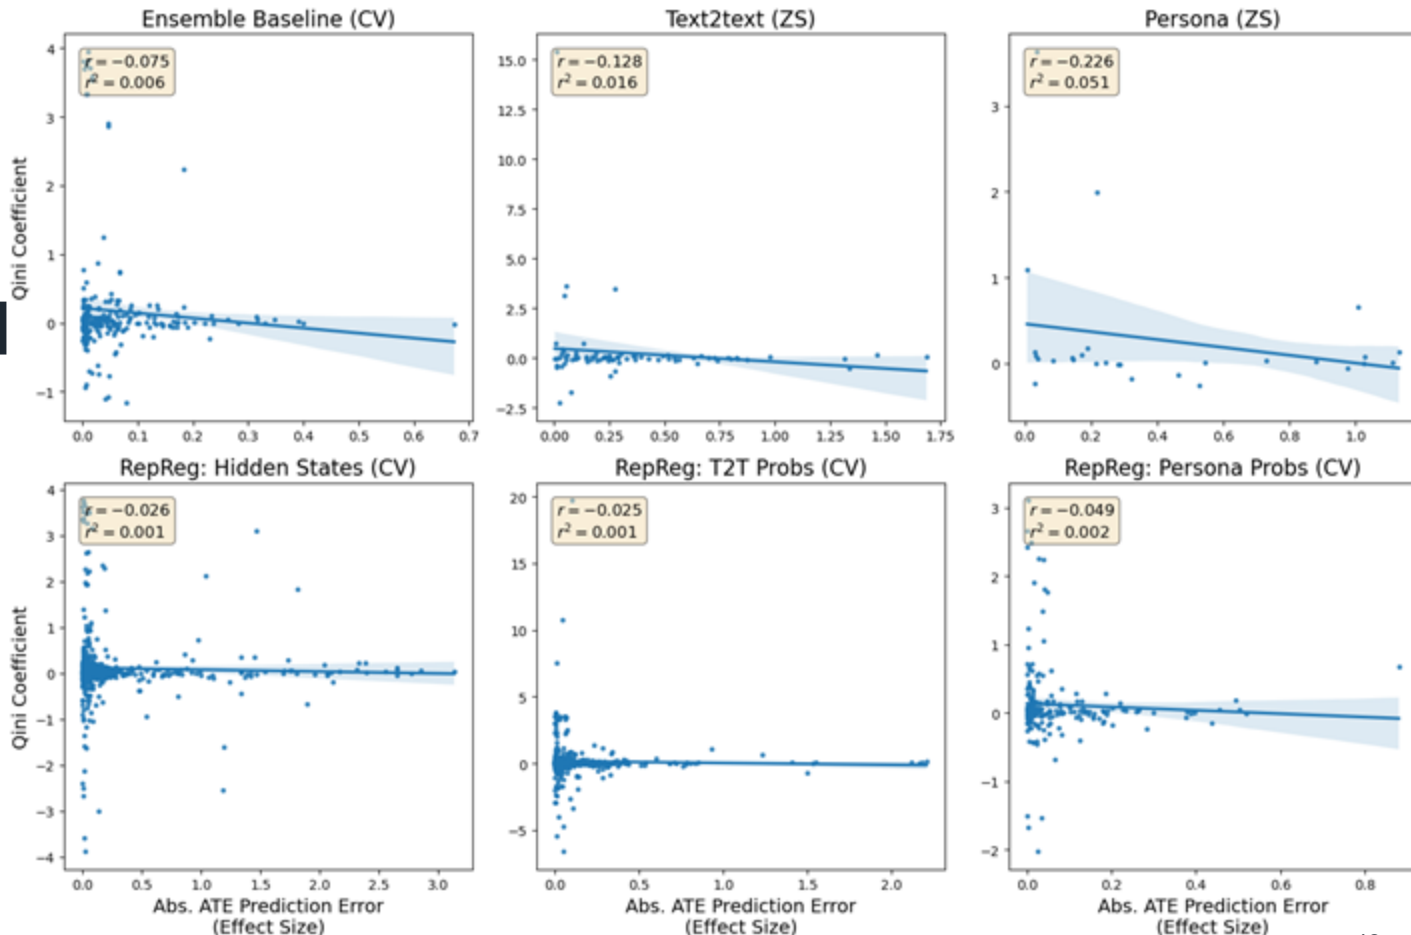 Ensemble Baseline (CV)
Text2text (ZS)
Persona (ZS)
Qini Coefficient
4
3
2
1
0
−1
r = −0.075
r² = 0.006
0.0 0.1 0.2 0.3 0.4 0.5 0.6 0.7
15.0
12.5
10.0
7.5
5.0
2.5
0.0
−2.5
r = −0.128
r² = 0.016
0.00 0.25 0.50 0.75 1.00 1.25 1.50 1.75
3
2
1
0
r = −0.226
r² = 0.051
0.0 0.2 0.4 0.6 0.8 1.0
RepReg: Hidden States (CV)
RepReg: T2T Probs (CV)
RepReg: Persona Probs (CV)
Qini Coefficient
4
3
2
1
0
−1
−2
−3
−4
r = −0.026
r² = 0.001
0.0 0.5 1.0 1.5 2.0 2.5 3.0
Abs. ATE Prediction Error
(Effect Size)
20
15
10
5
0
−5
r = −0.025
r² = 0.001
0.0 0.5 1.0 1.5 2.0
Abs. ATE Prediction Error
(Effect Size)
3
2
1
0
−1
−2
r = −0.049
r² = 0.002
0.0 0.2 0.4 0.6 0.8
Abs. ATE Prediction Error
(Effect Size)